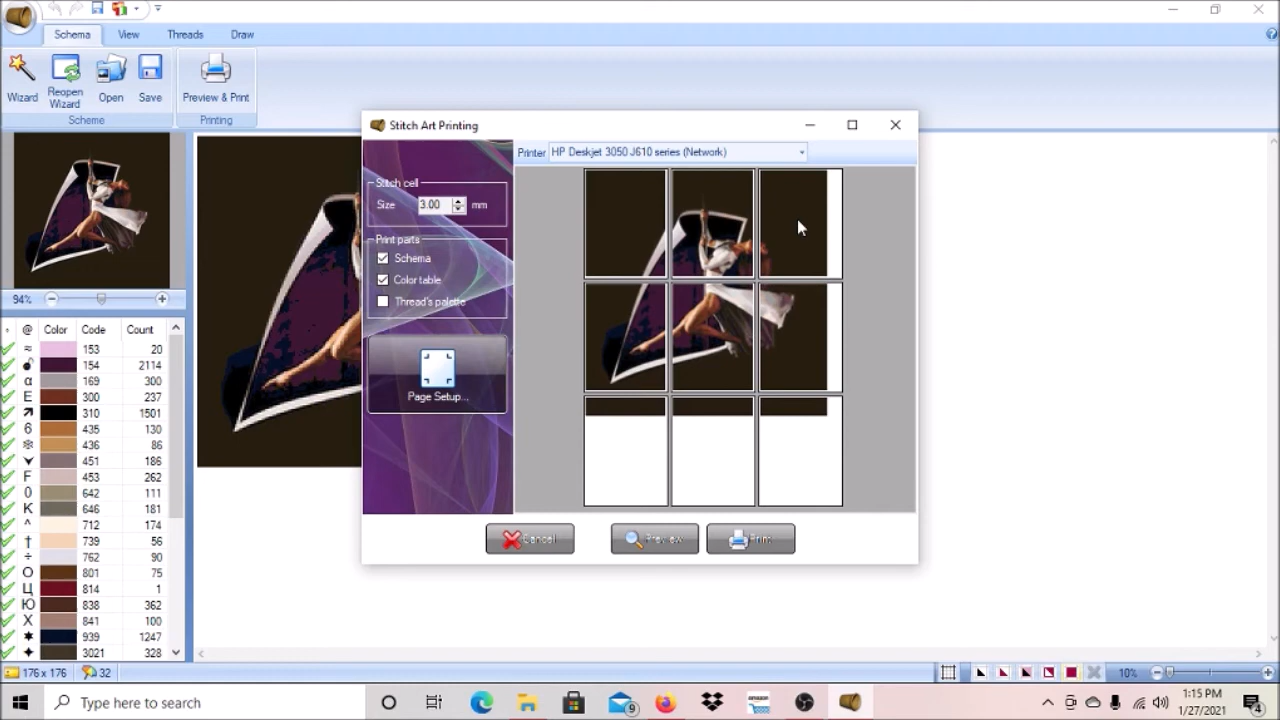 Schema View Threads Draw
Wizard Reopen Wizard Open Save Preview & Print
Scheme Printing
Stitch Art Printing
Printer HP Deskjet 3050 J610 series (Network)
Stitch cell
Size 3.00 mm
Print parts
Schema
Color table
Thread's palette
Page Setup...
Cancel Preview Print
94%
@ Color Code Count
≈ 153 20
154 2114
α 169 300
E 300 237
310 1501
6 435 130
436 86
451 186
F 453 262
0 642 111
K 646 181
^ 712 174
† 739 56
÷ 762 90
O 801 75
Ц 814 1
Ю 838 362
X 841 100
★ 939 1247
✦ 3021 328
176 x 176 32 10%
Type here to search
9
1:15 PM
1/27/2021
4